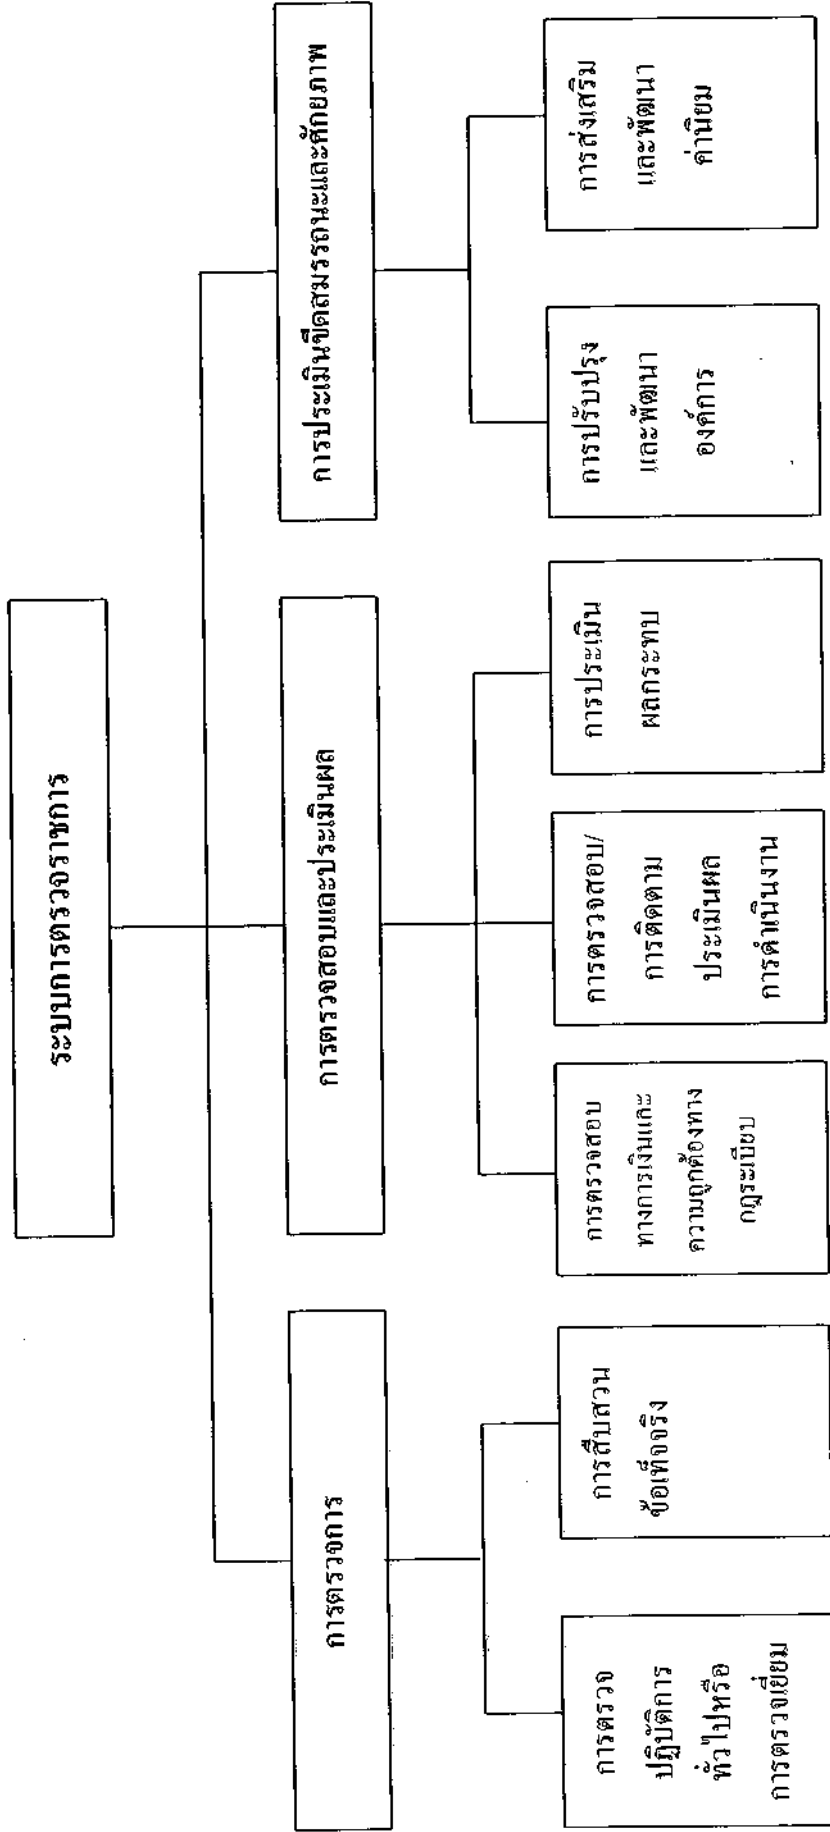 ระบบการตรวจราชการ
การตรวจการ
การตรวจสอบและประเมินผล
การประเมินขีดสมรรถนะและศักยภาพ
การตรวจ
ปฏิบัติการ
ทั่วไปหรือ
การตรวจเยี่ยม
การสืบสวน
ข้อเท็จจริง
การตรวจสอบ
ทางการเงินและ
ความถูกต้องทาง
กฎระเบียบ
การตรวจสอบ/
การติดตาม
ประเมินผล
การดำเนินงาน
การประเมิน
ผลกระทบ
การปรับปรุง
และพัฒนา
องค์การ
การส่งเสริม
และพัฒนา
ค่านิยม